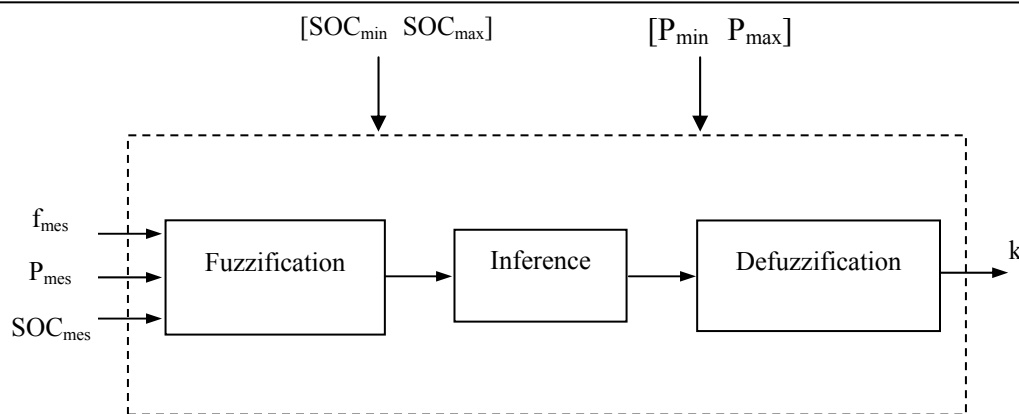 [SOCmin SOCmax]
[Pmin Pmax]
fmes
Pmes
SOCmes
Fuzzification
Inference
Defuzzification
k